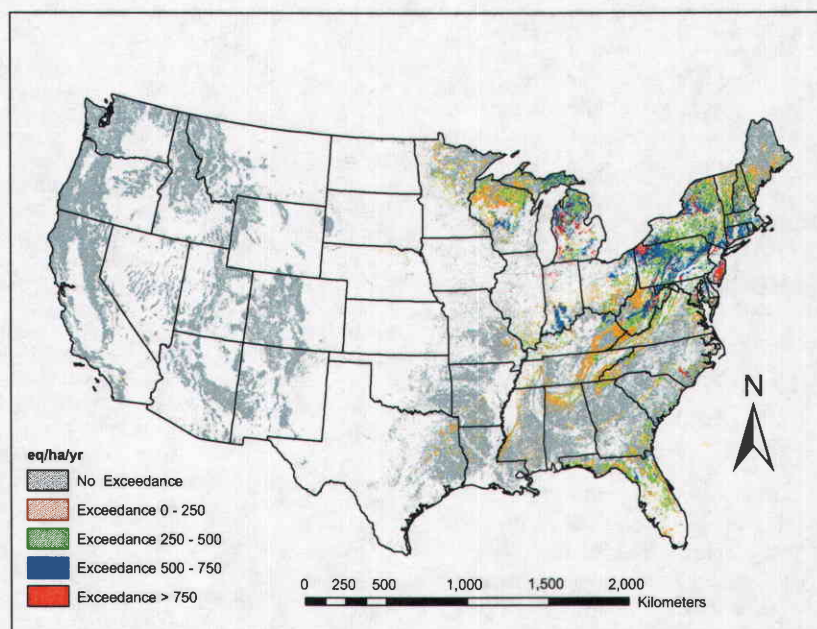 N
eq/ha/yr
No Exceedance
Exceedance 0 - 250
Exceedance 250 - 500
Exceedance 500 - 750
Exceedance > 750
0 250 500 1,000 1,500 2,000
Kilometers